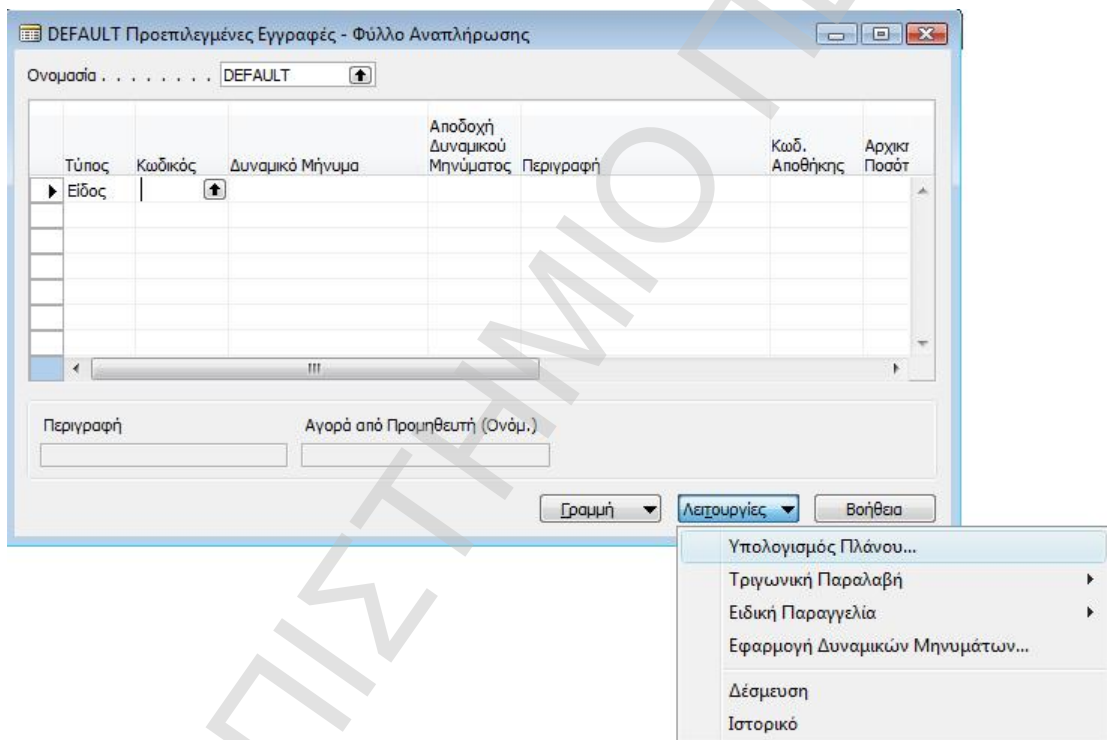 DEFAULT Προεπιλεγμένες Εγγραφές - Φύλλο Αναπλήρωσης
Ονομασία . . . . . . . . DEFAULT
Τύπος Κωδικός Δυναμικό Μήνυμα Αποδοχή Δυναμικού Μηνύματος Περιγραφή Κωδ. Αποθήκης Αρχικ Ποσότ
Είδος
Περιγραφή Αγορά από Προμηθευτή (Ονόμ.)
Γραμμή Λειτουργίες Βοήθεια
Υπολογισμός Πλάνου...
Τριγωνική Παραλαβή
Ειδική Παραγγελία
Εφαρμογή Δυναμικών Μηνυμάτων...
Δέσμευση
Ιστορικό